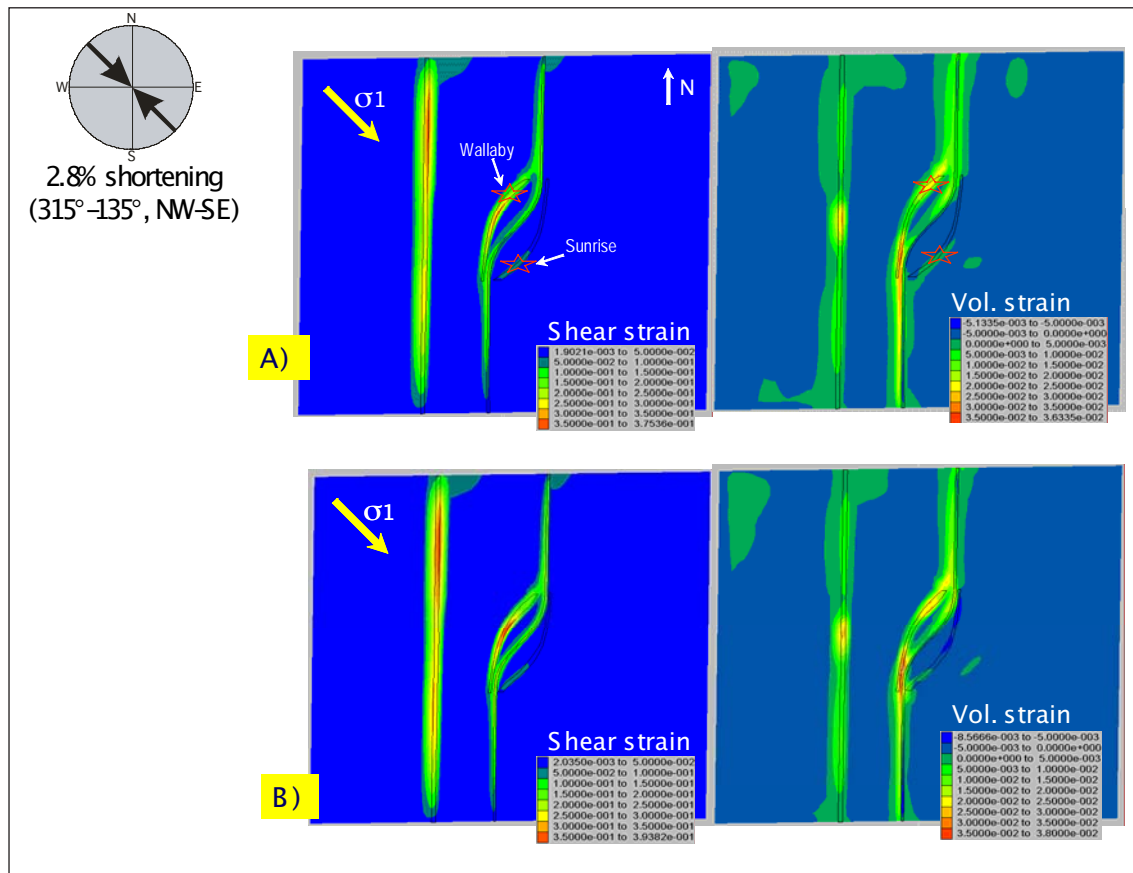 N
W
E
S
2.8% shortening
(315°–135°, NW-SE)
σ1
N
Wallaby
Sunrise
A)
Shear strain
1.9021e-003 to 5.0000e-002
5.0000e-002 to 1.0000e-001
1.0000e-001 to 1.5000e-001
1.5000e-001 to 2.0000e-001
2.0000e-001 to 2.5000e-001
2.5000e-001 to 3.0000e-001
3.0000e-001 to 3.5000e-001
3.5000e-001 to 3.7536e-001
Vol. strain
-5.1335e-003 to -5.0000e-003
-5.0000e-003 to 0.0000e+000
0.0000e+000 to 5.0000e-003
5.0000e-003 to 1.0000e-002
1.0000e-002 to 1.5000e-002
1.5000e-002 to 2.0000e-002
2.0000e-002 to 2.5000e-002
2.5000e-002 to 3.0000e-002
3.0000e-002 to 3.5000e-002
3.5000e-002 to 3.6335e-002
σ1
B)
Shear strain
2.0350e-003 to 5.0000e-002
5.0000e-002 to 1.0000e-001
1.0000e-001 to 1.5000e-001
1.5000e-001 to 2.0000e-001
2.0000e-001 to 2.5000e-001
2.5000e-001 to 3.0000e-001
3.0000e-001 to 3.5000e-001
3.5000e-001 to 3.9382e-001
Vol. strain
-8.5666e-003 to -5.0000e-003
-5.0000e-003 to 0.0000e+000
0.0000e+000 to 5.0000e-003
5.0000e-003 to 1.0000e-002
1.0000e-002 to 1.5000e-002
1.5000e-002 to 2.0000e-002
2.0000e-002 to 2.5000e-002
2.5000e-002 to 3.0000e-002
3.0000e-002 to 3.5000e-002
3.5000e-002 to 3.8000e-002